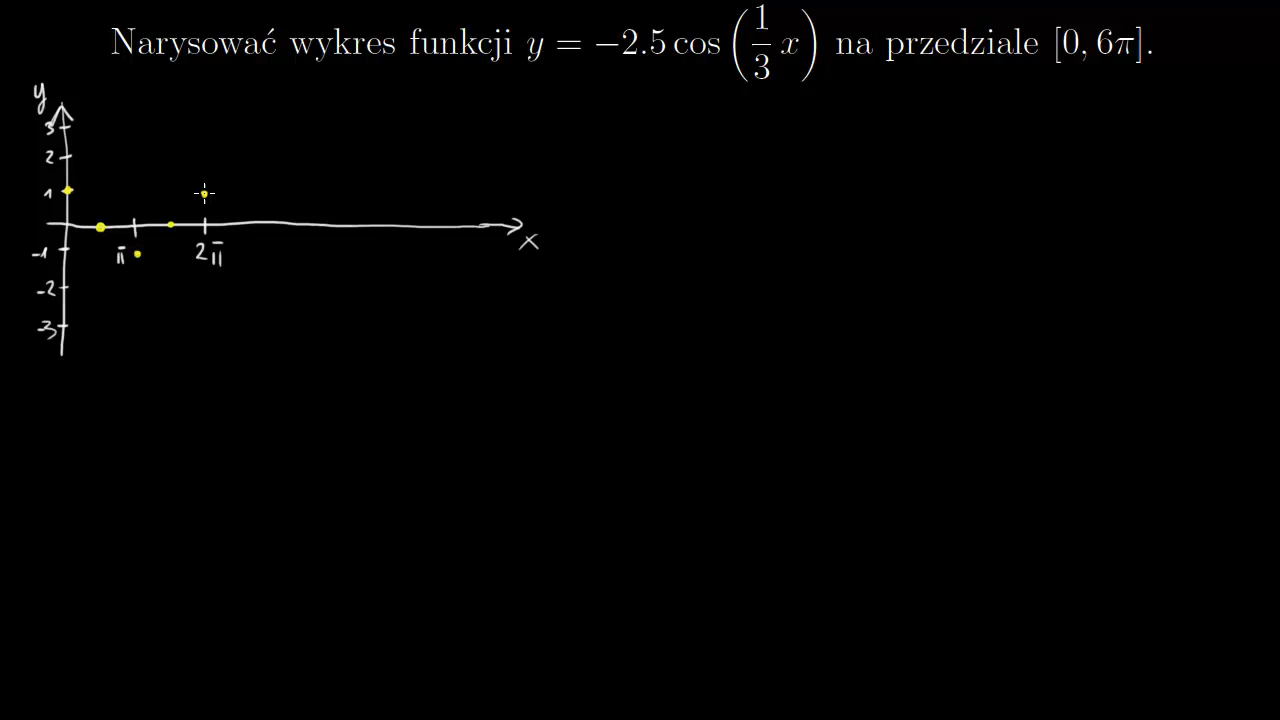 Narysować wykres funkcji y = −2.5 cos (1/3 x) na przedziale [0, 6π].
y
3
2
1
-1
π
2π
x
-2
-3